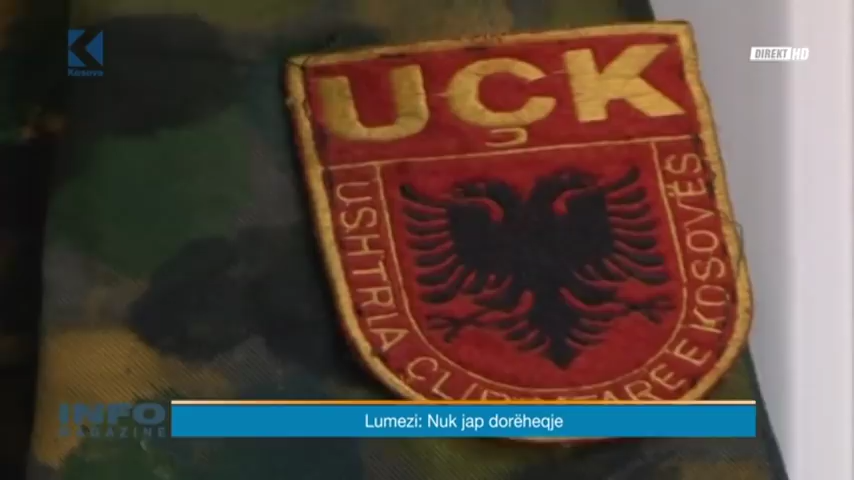 Kosova
DIREKT HD
UÇK
USHTRIA ÇLIRIMTARE E KOSOVËS
INFO
MAGAZINE
Lumezi: Nuk jap dorëheqje